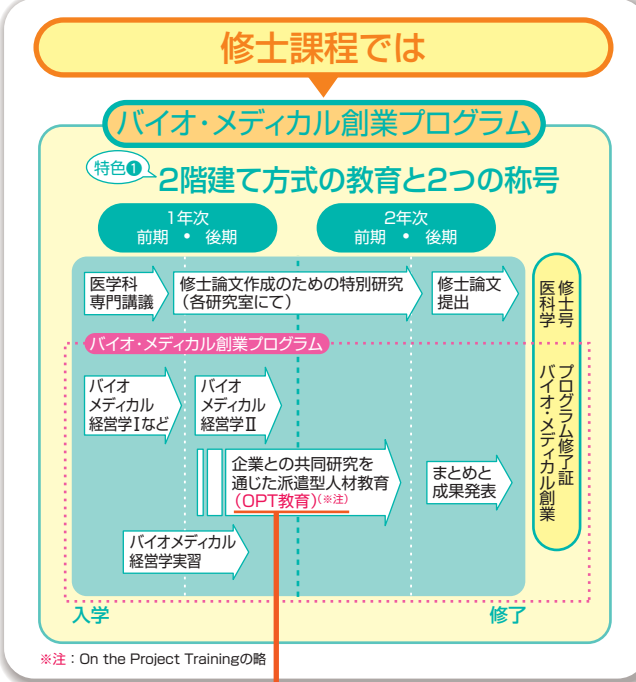 修士課程では
バイオ・メディカル創業プログラム
特色❶
2階建て方式の教育と2つの称号
1年次
前期 • 後期
2年次
前期 • 後期
医学科
専門講義
修士論文作成のための特別研究
(各研究室にて)
修士論文
提出
医科学
修士号
バイオ・メディカル創業プログラム
バイオ
メディカル
経営学Ⅰなど
バイオ
メディカル
経営学Ⅱ
企業との共同研究を
通じた派遣型人材教育
(OPT教育)(※注)
まとめと
成果発表
バイオメディカル
経営学実習
バイオ・メディカル創業
プログラム修了証
入学
修了
※注：On the Project Trainingの略